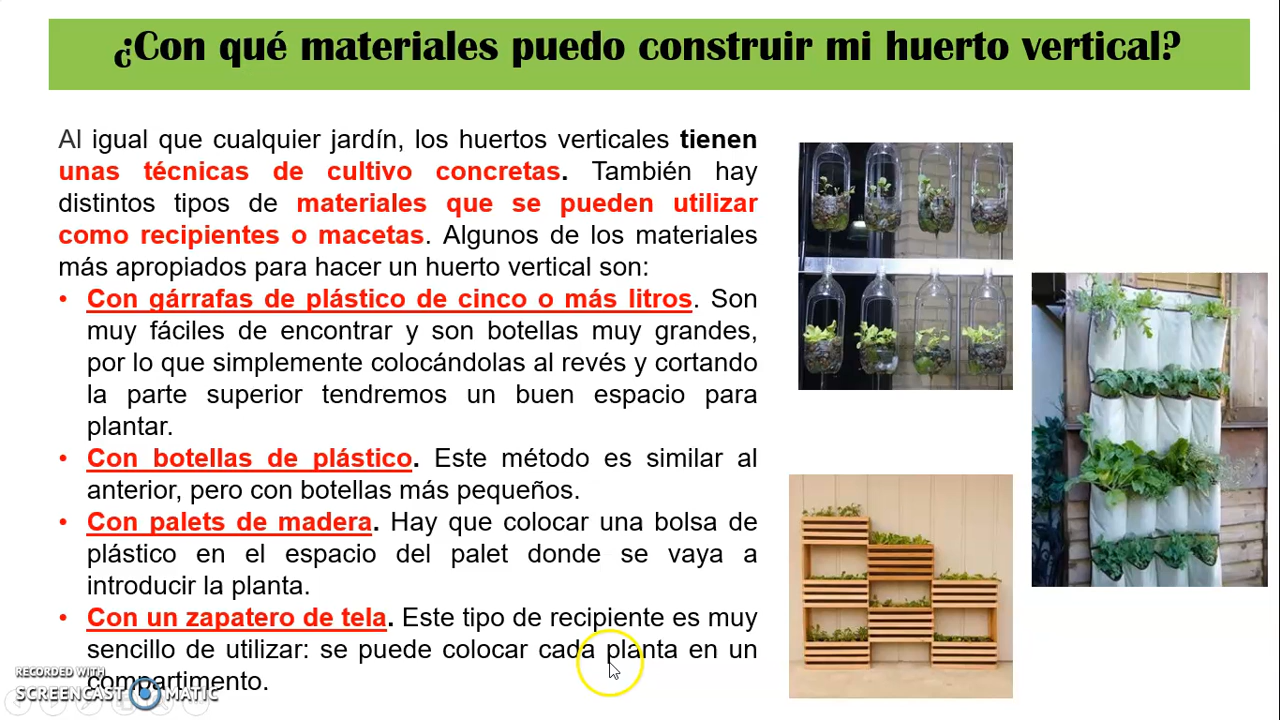 ¿Con qué materiales puedo construir mi huerto vertical?
Al igual que cualquier jardín, los huertos verticales tienen
unas técnicas de cultivo concretas. También hay
distintos tipos de materiales que se pueden utilizar
como recipientes o macetas. Algunos de los materiales
más apropiados para hacer un huerto vertical son:
• Con gárrafas de plástico de cinco o más litros. Son
muy fáciles de encontrar y son botellas muy grandes,
por lo que simplemente colocándolas al revés y cortando
la parte superior tendremos un buen espacio para
plantar.
• Con botellas de plástico. Este método es similar al
anterior, pero con botellas más pequeños.
• Con palets de madera. Hay que colocar una bolsa de
plástico en el espacio del palet donde se vaya a
introducir la planta.
• Con un zapatero de tela. Este tipo de recipiente es muy
sencillo de utilizar: se puede colocar cada planta en un
compartimento.
RECORDED WITH
SCREENCAST MATIC